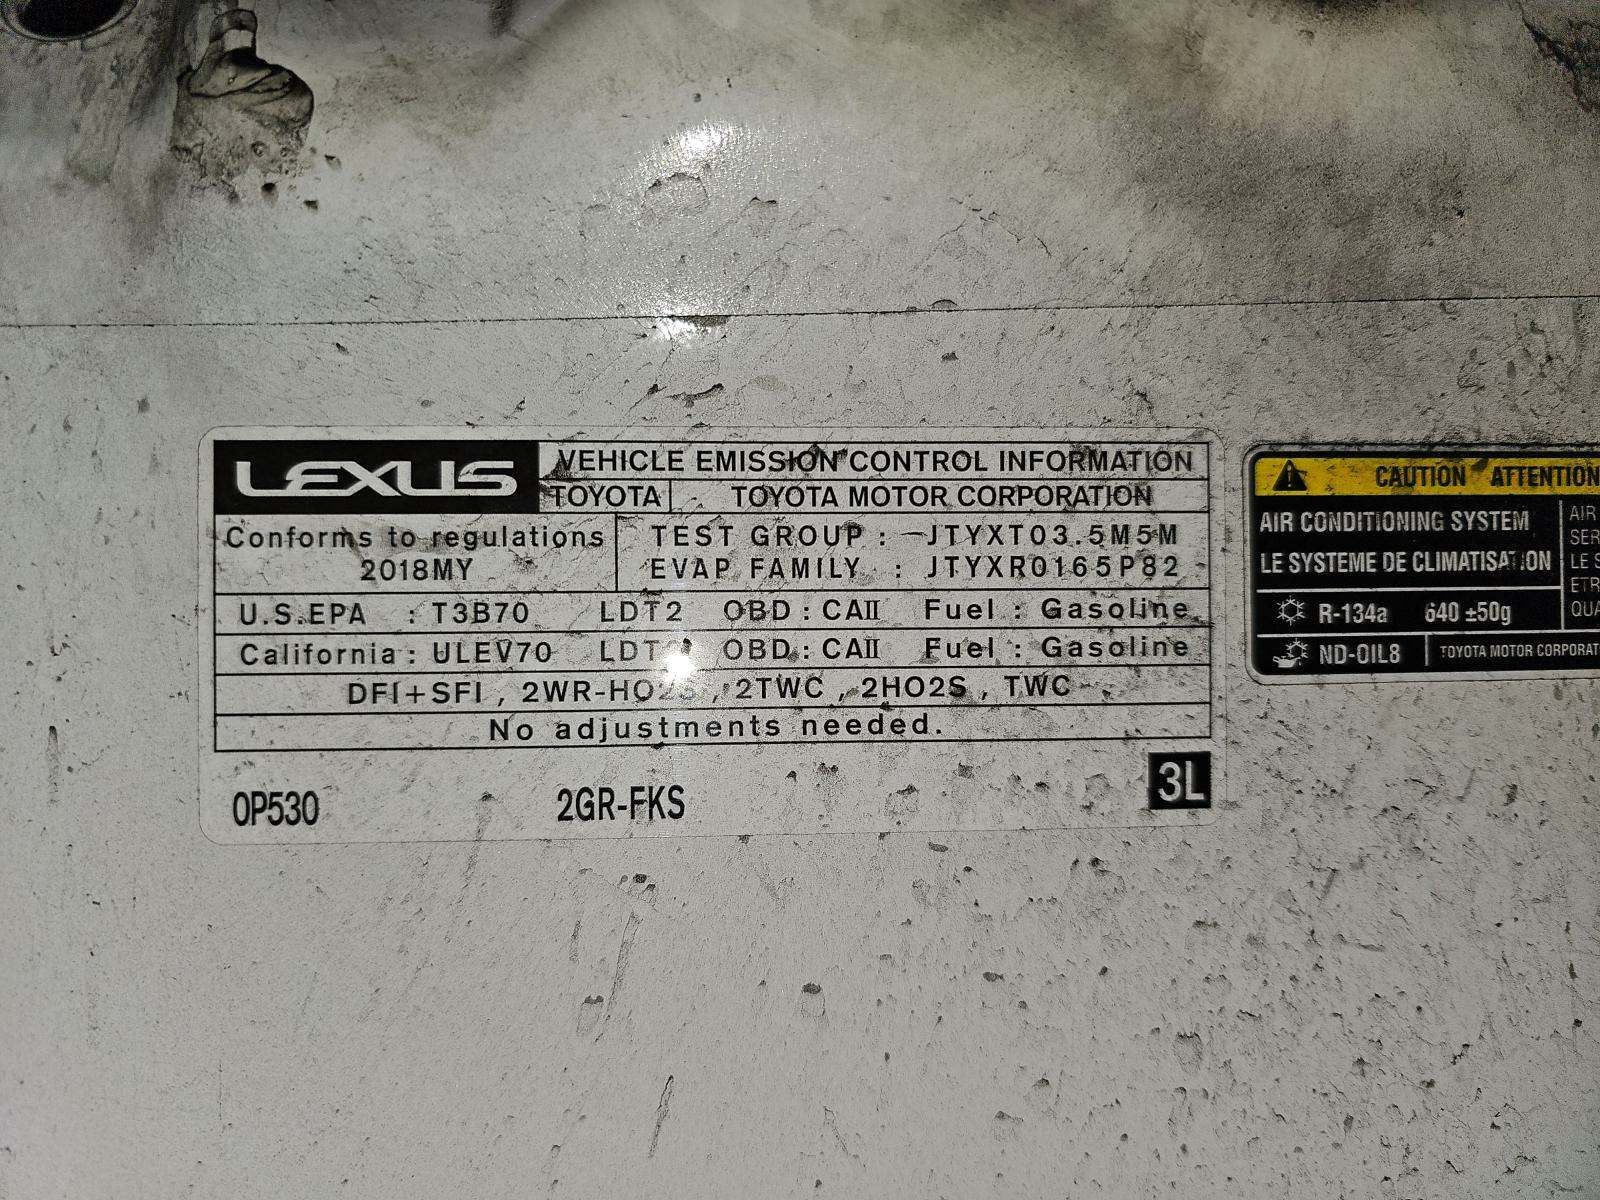 LEXUS
VEHICLE EMISSION CONTROL INFORMATION
TOYOTA TOYOTA MOTOR CORPORATION
Conforms to regulations
2018MY
TEST GROUP : JTYXT03.5M5M
EVAP FAMILY : JTYXR0165P82
U.S.EPA : T3B70 LDT2 OBD : CAII Fuel : Gasoline
California : ULEV70 OBD : CAII Fuel : Gasoline
DFI+SFI , 2WR-HO2S , 2TWC , 2HO2S , TWC
No adjustments needed.
OP530 2GR-FKS 3L
CAUTION ATTENTION
AIR CONDITIONING SYSTEM
LE SYSTEME DE CLIMATISATION
R-134a 640 ±50g
ND-OIL8 TOYOTA MOTOR
AIR